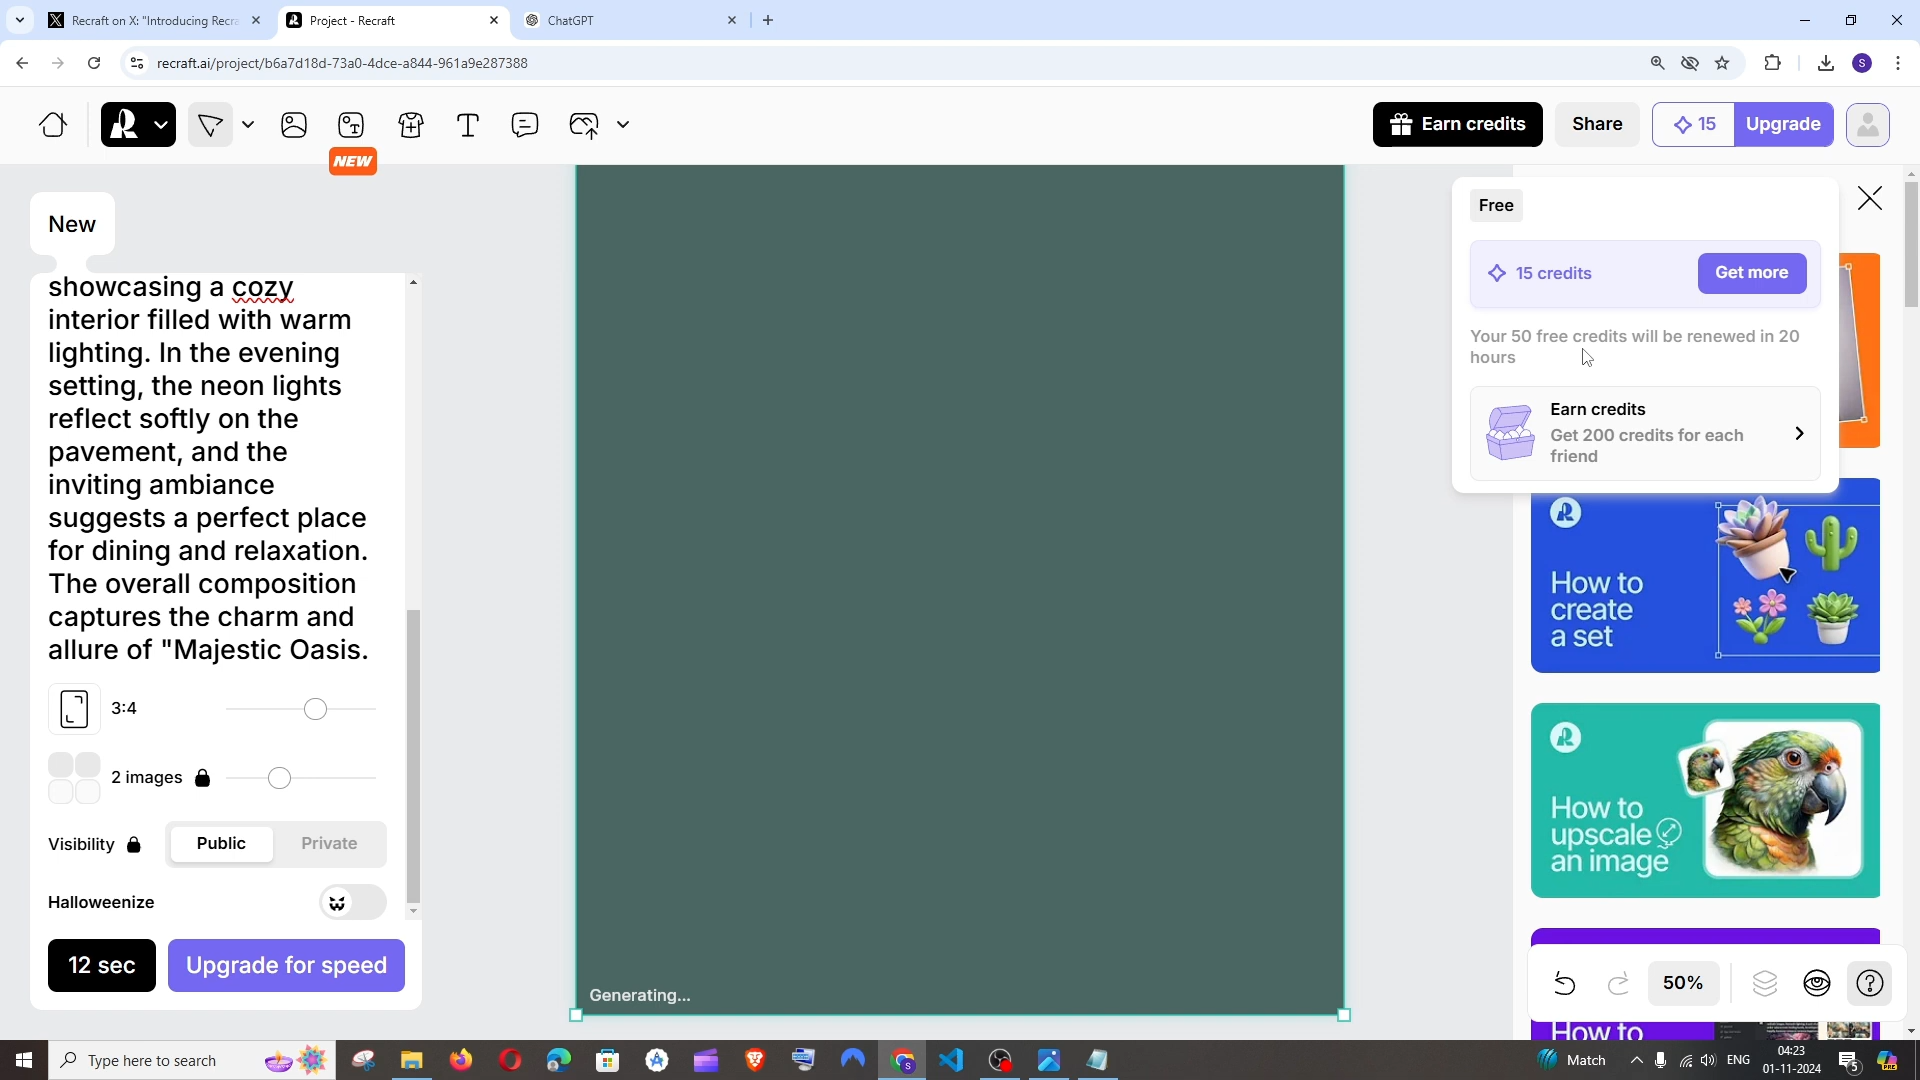 Recraft on X: "Introducing Recra
Project - Recraft
ChatGPT
recraft.ai/project/b6a7d18d-73a0-4dce-a844-961a9e287388
S
NEW
Earn credits
Share
15
Upgrade
New
showcasing a cozy
interior filled with warm
lighting. In the evening
setting, the neon lights
reflect softly on the
pavement, and the
inviting ambiance
suggests a perfect place
for dining and relaxation.
The overall composition
captures the charm and
allure of "Majestic Oasis.
3:4
2 images
Visibility
Public
Private
Halloweenize
12 sec
Upgrade for speed
Generating...
Free
15 credits
Get more
Your 50 free credits will be renewed in 20
hours
Earn credits
Get 200 credits for each
friend
How to
create
a set
How to
upscale
an image
How to
50%
Type here to search
Match
ENG
04:23
01-11-2024
5